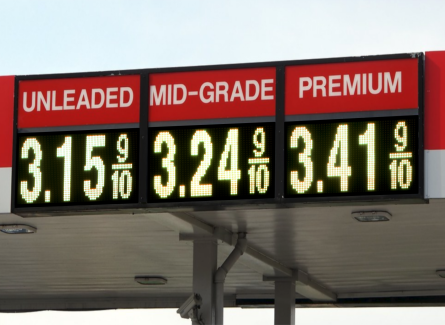 UNLEADED MID-GRADE PREMIUM
3.15 9/10 3.24 9/10 3.41 9/10